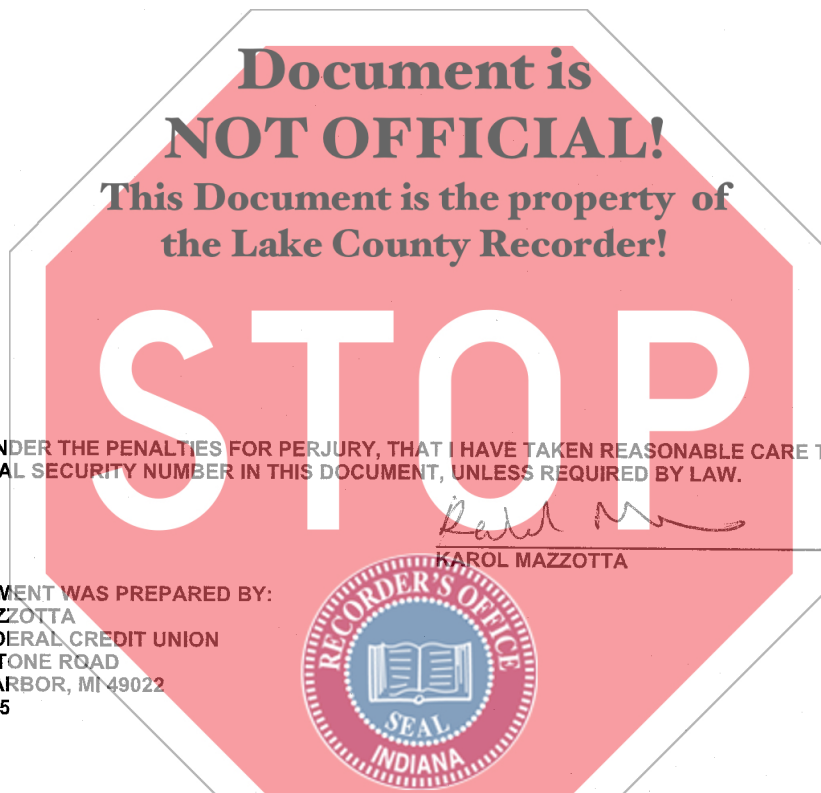 Document is
NOT OFFICIAL!
This Document is the property of
the Lake County Recorder!
STOP
NDER THE PENALTIES FOR PERJURY, THAT I HAVE TAKEN REASONABLE CARE T
AL SECURITY NUMBER IN THIS DOCUMENT, UNLESS REQUIRED BY LAW.
KAROL MAZZOTTA
MENT WAS PREPARED BY:
ZZOTTA
DERAL CREDIT UNION
TONE ROAD
ARBOR, MI 49022
5
RECORDER'S OFFICE
SEAL
INDIANA